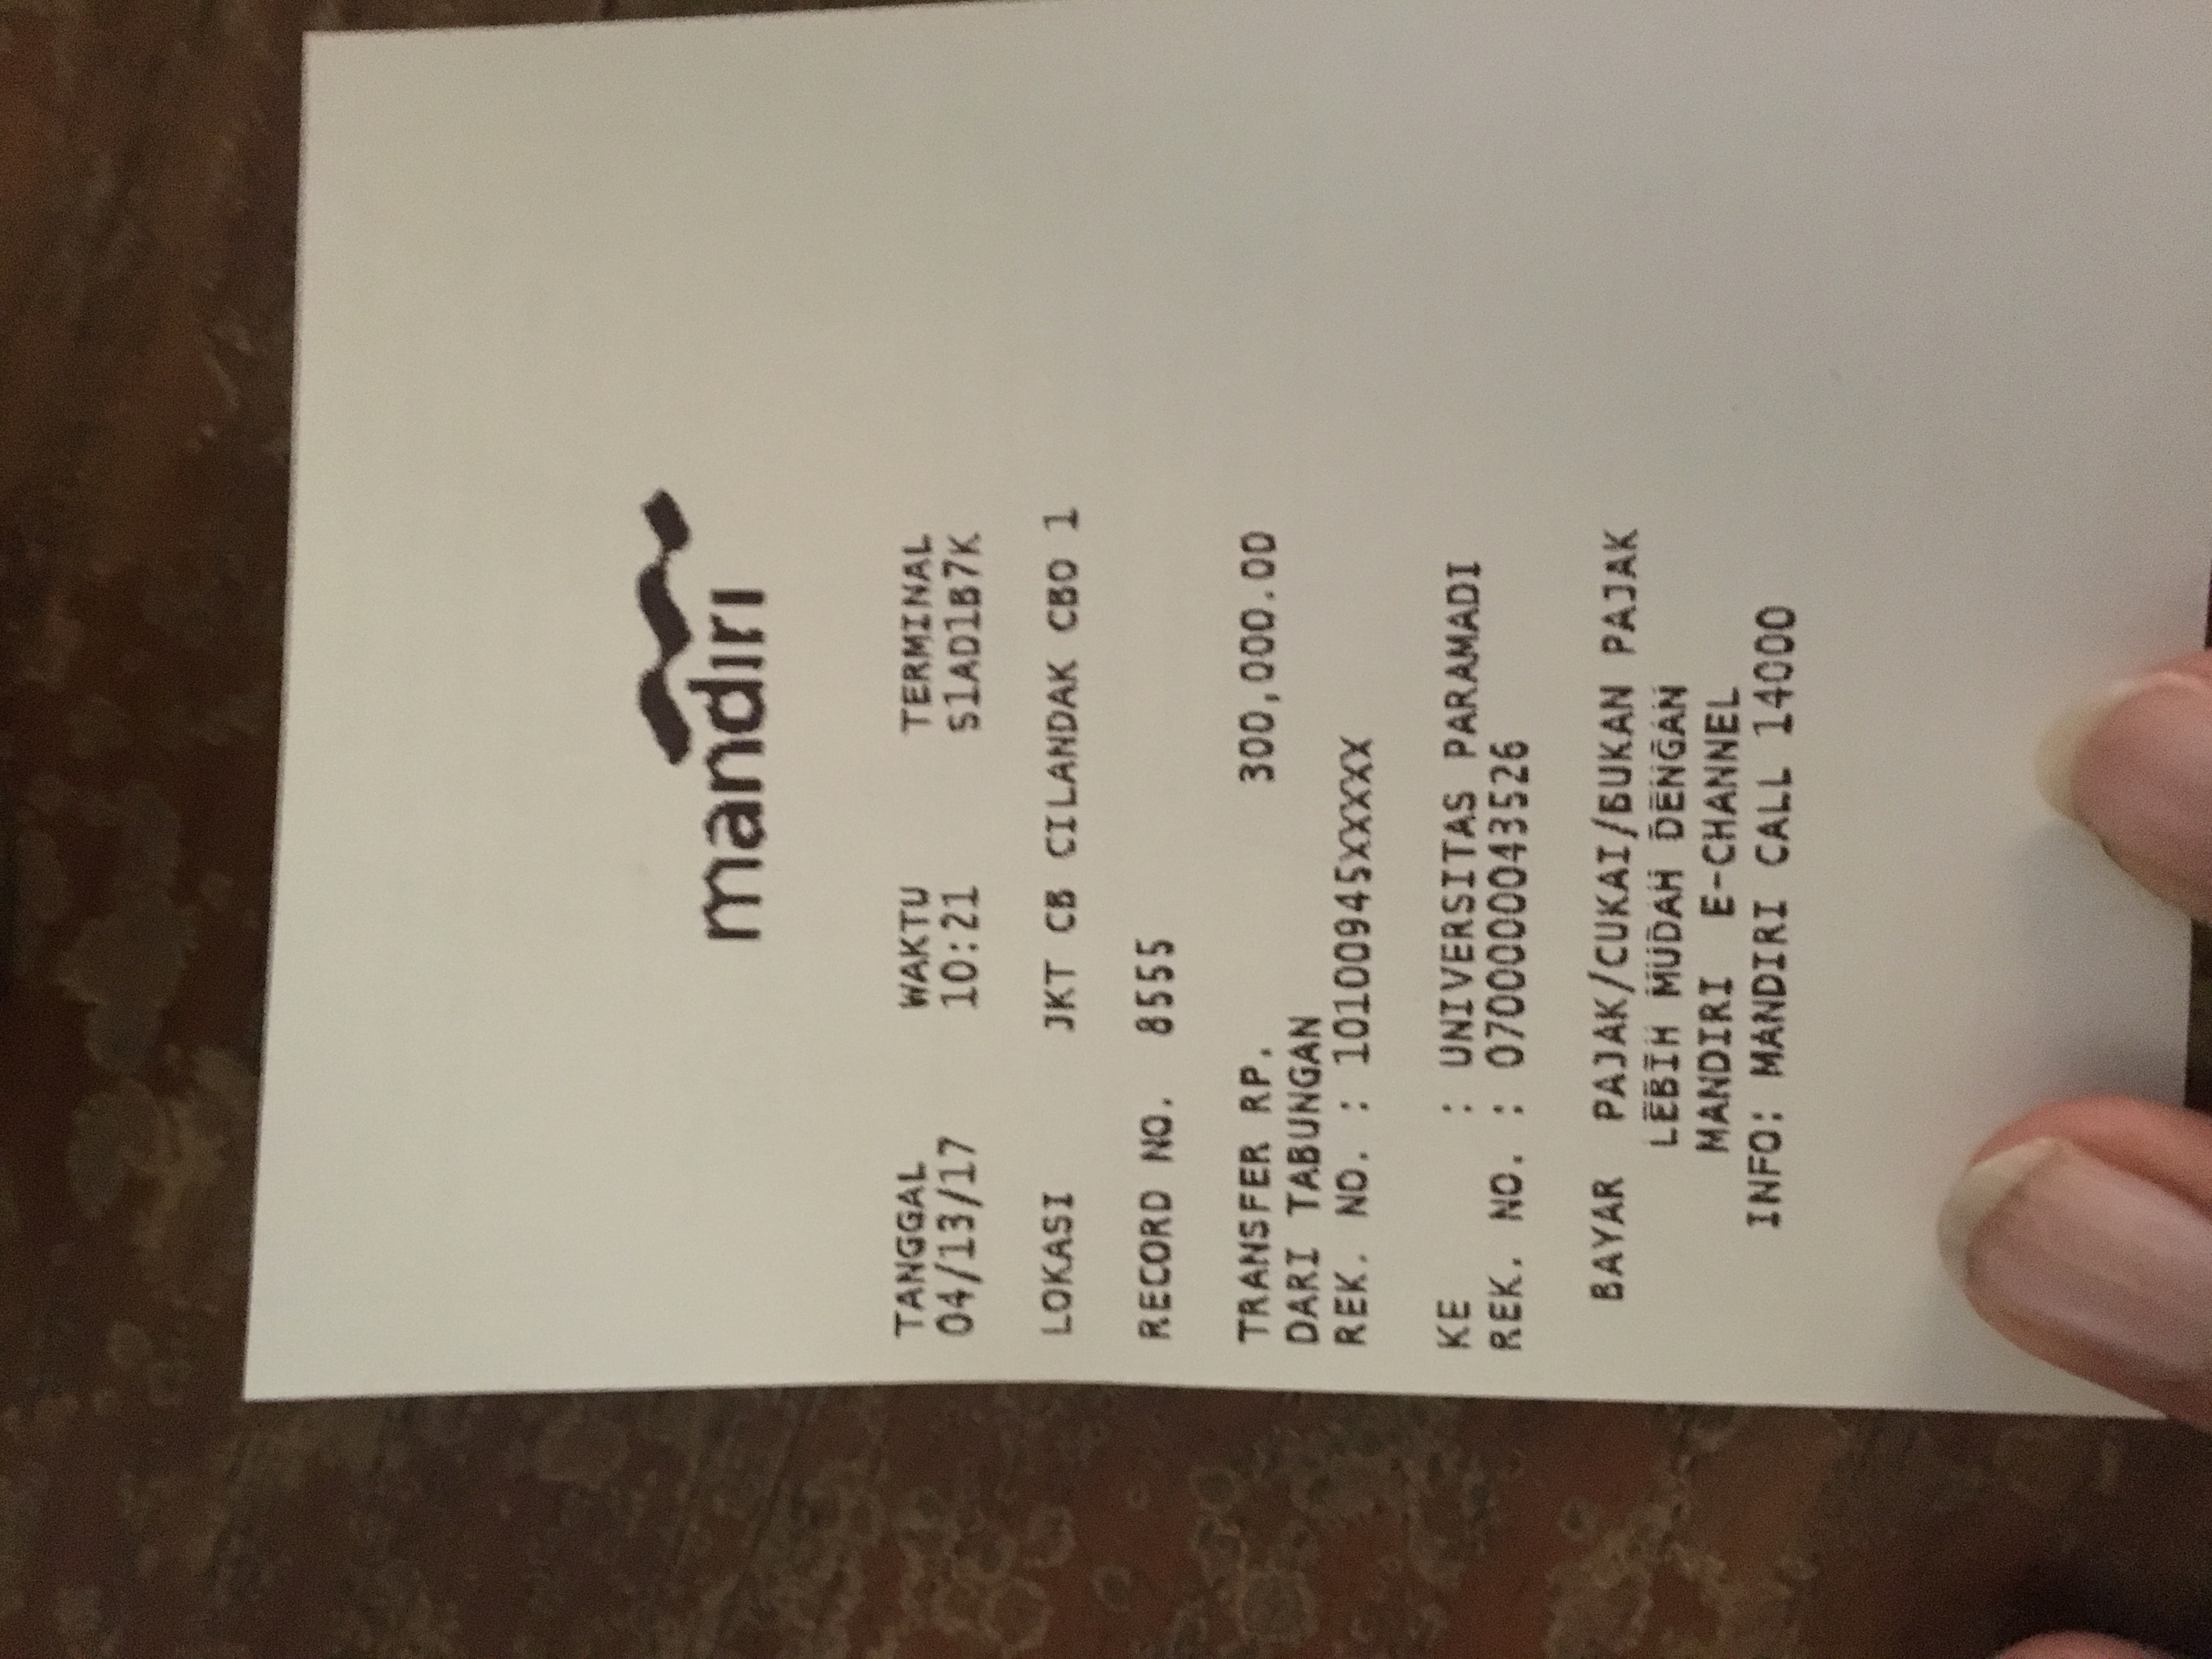 mandiri
TANGGAL WAKTU TERMINAL
04/13/17 10:21 S1AD1B7K
LOKASI JKT CB CILANDAK CBO 1
RECORD NO. 8555
TRANSFER RP. 300,000.00
DARI TABUNGAN
REK. NO. : 10100945XXXXX
KE : UNIVERSITAS PARAMADI
REK. NO. : 0700000043526
BAYAR PAJAK/CUKAI/BUKAN PAJAK
LEBIH MUDAH DENGAN
MANDIRI E-CHANNEL
INFO: MANDIRI CALL 14000